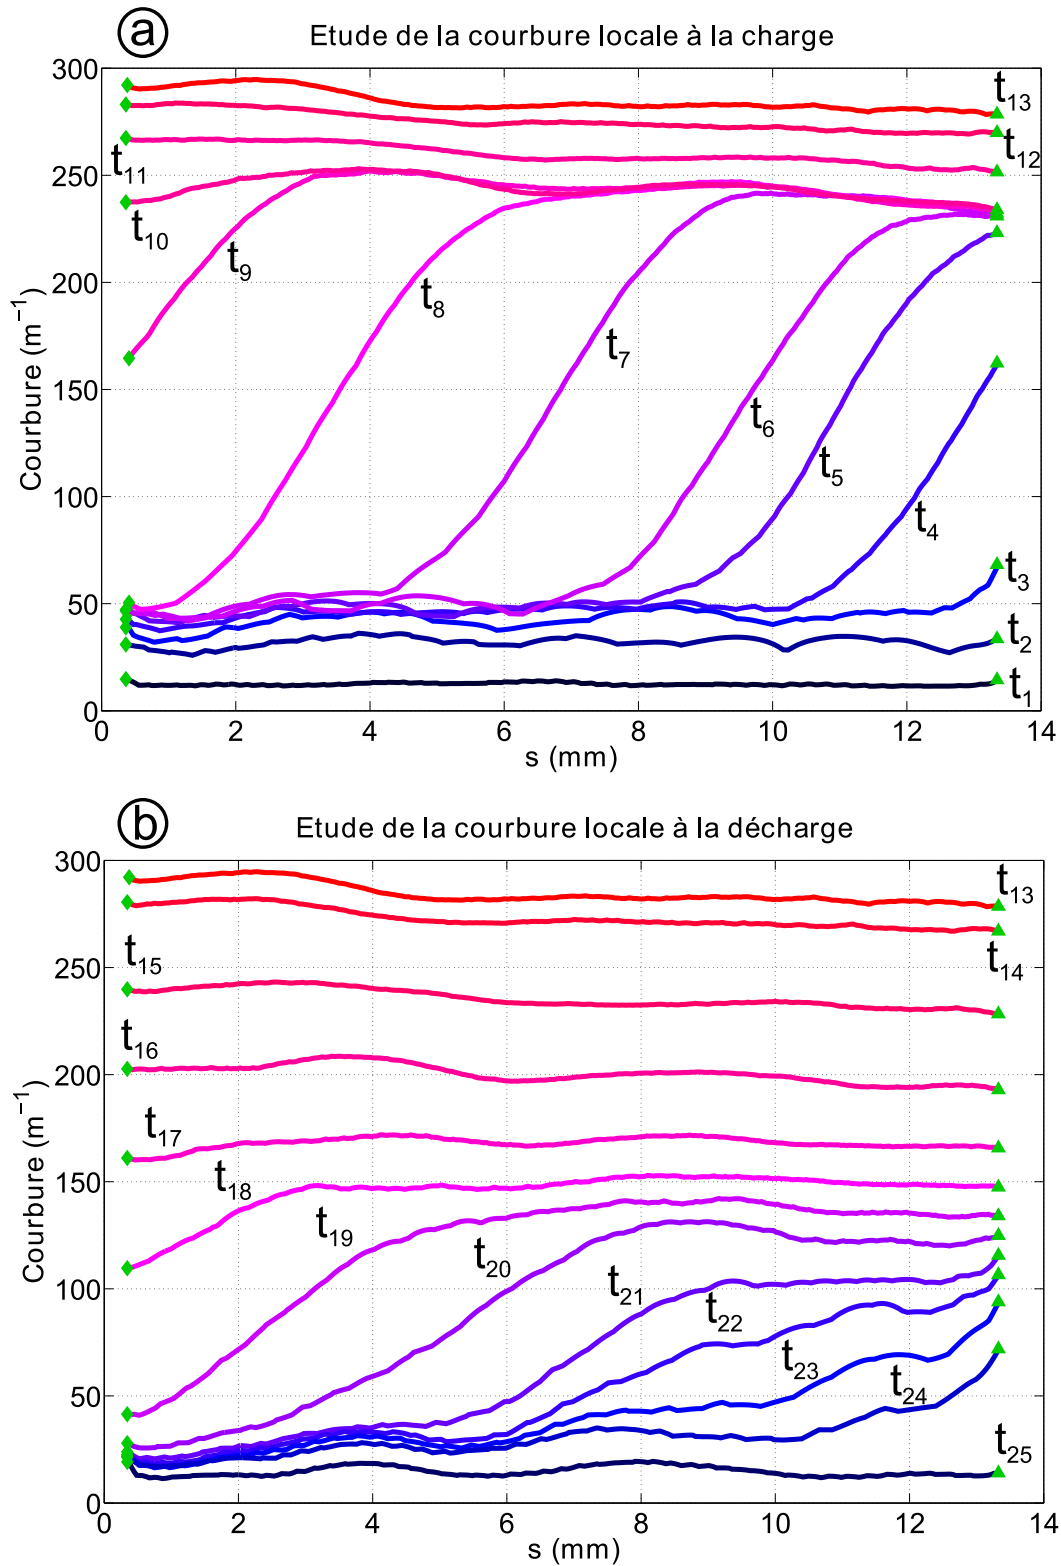 a
Etude de la courbure locale à la charge
300
250
200
150
100
50
0
Courbure (m⁻¹)
t₁₃
t₁₂
t₁₁
t₁₀
t₉
t₈
t₇
t₆
t₅
t₄
t₃
t₂
t₁
0 2 4 6 8 10 12 14
s (mm)
b
Etude de la courbure locale à la décharge
300
250
200
150
100
50
0
Courbure (m⁻¹)
t₁₃
t₁₄
t₁₅
t₁₆
t₁₇
t₁₈
t₁₉
t₂₀
t₂₁
t₂₂
t₂₃
t₂₄
t₂₅
0 2 4 6 8 10 12 14
s (mm)